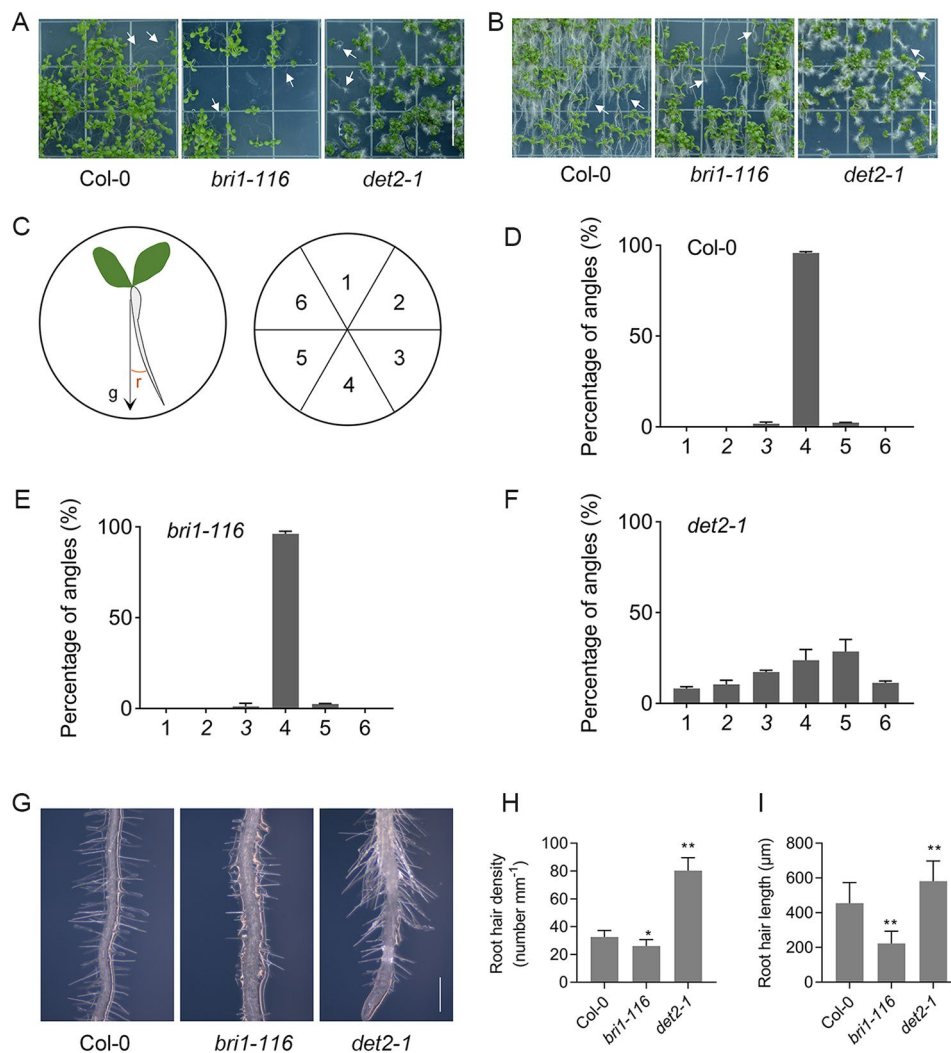 A
Col-0
bri1-116
det2-1
B
Col-0
bri1-116
det2-1
C
g
r
1
2
3
4
5
6
D
Col-0
Percentage of angles (%)
100
50
0
1 2 3 4 5 6
E
bri1-116
Percentage of angles (%)
100
50
0
1 2 3 4 5 6
F
det2-1
Percentage of angles (%)
100
50
0
1 2 3 4 5 6
G
Col-0
bri1-116
det2-1
H
Root hair density
(number mm⁻¹)
100
80
60
40
20
0
*
**
Col-0
bri1-116
det2-1
I
Root hair length (µm)
800
600
400
200
0
**
**
Col-0
bri1-116
det2-1